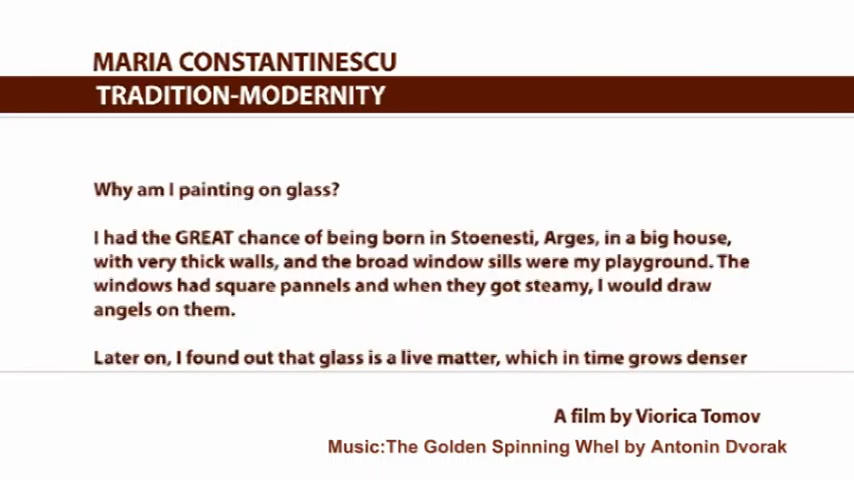 MARIA CONSTANTINESCU
TRADITION-MODERNITY
Why am I painting on glass?
I had the GREAT chance of being born in Stoenesti, Arges, in a big house,
with very thick walls, and the broad window sills were my playground. The
windows had square pannels and when they got steamy, I would draw
angels on them.
Later on, I found out that glass is a live matter, which in time grows denser
A film by Viorica Tomov
Music:The Golden Spinning Whel by Antonin Dvorak